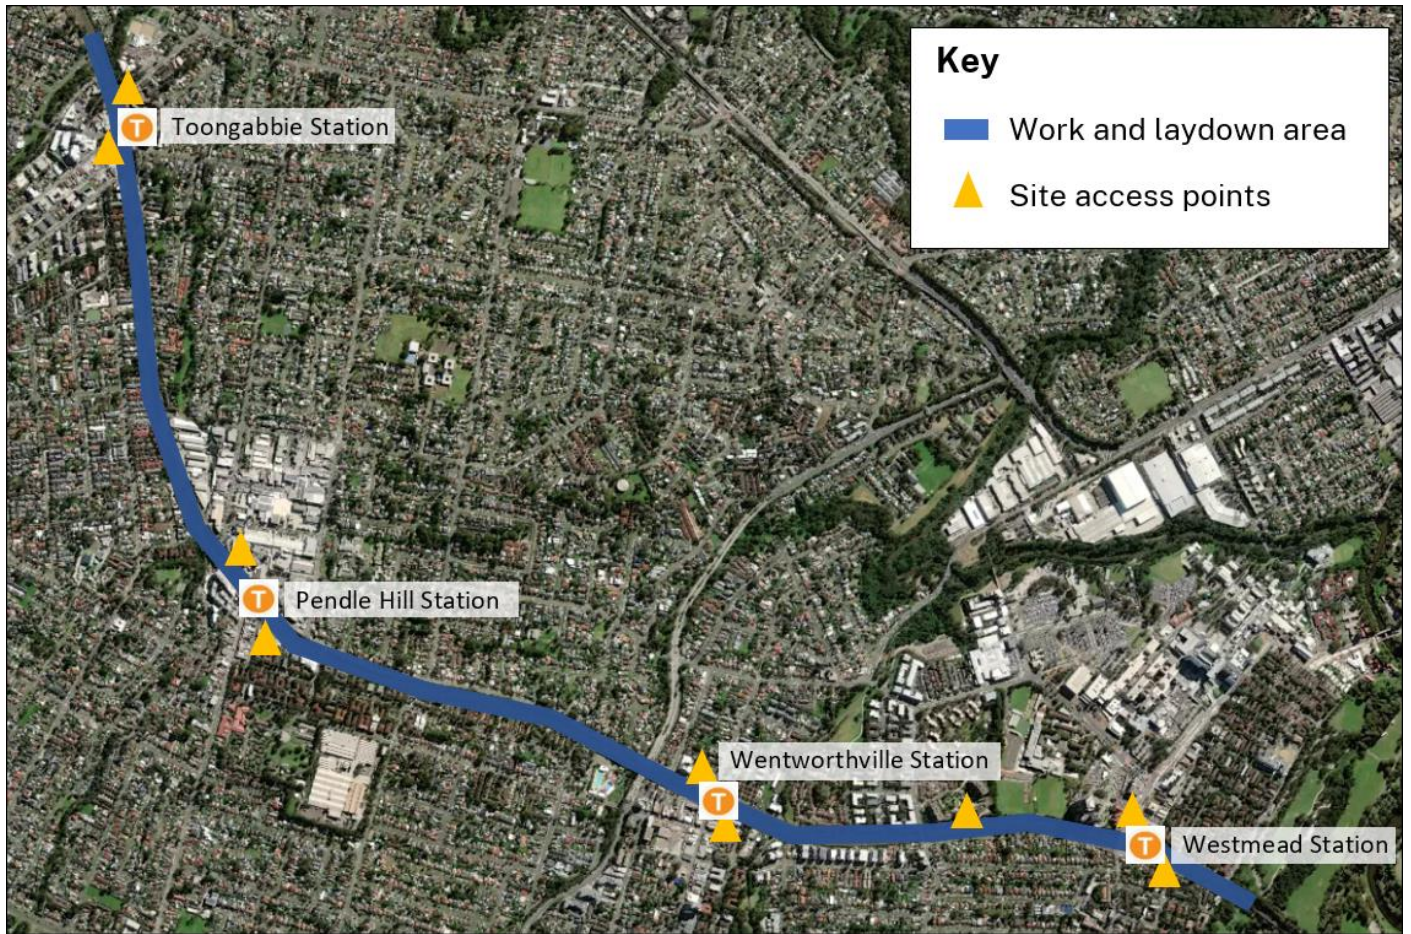 Key
Work and laydown area
Site access points
T Toongabbie Station
T Pendle Hill Station
Wentworthville Station
T
T Westmead Station